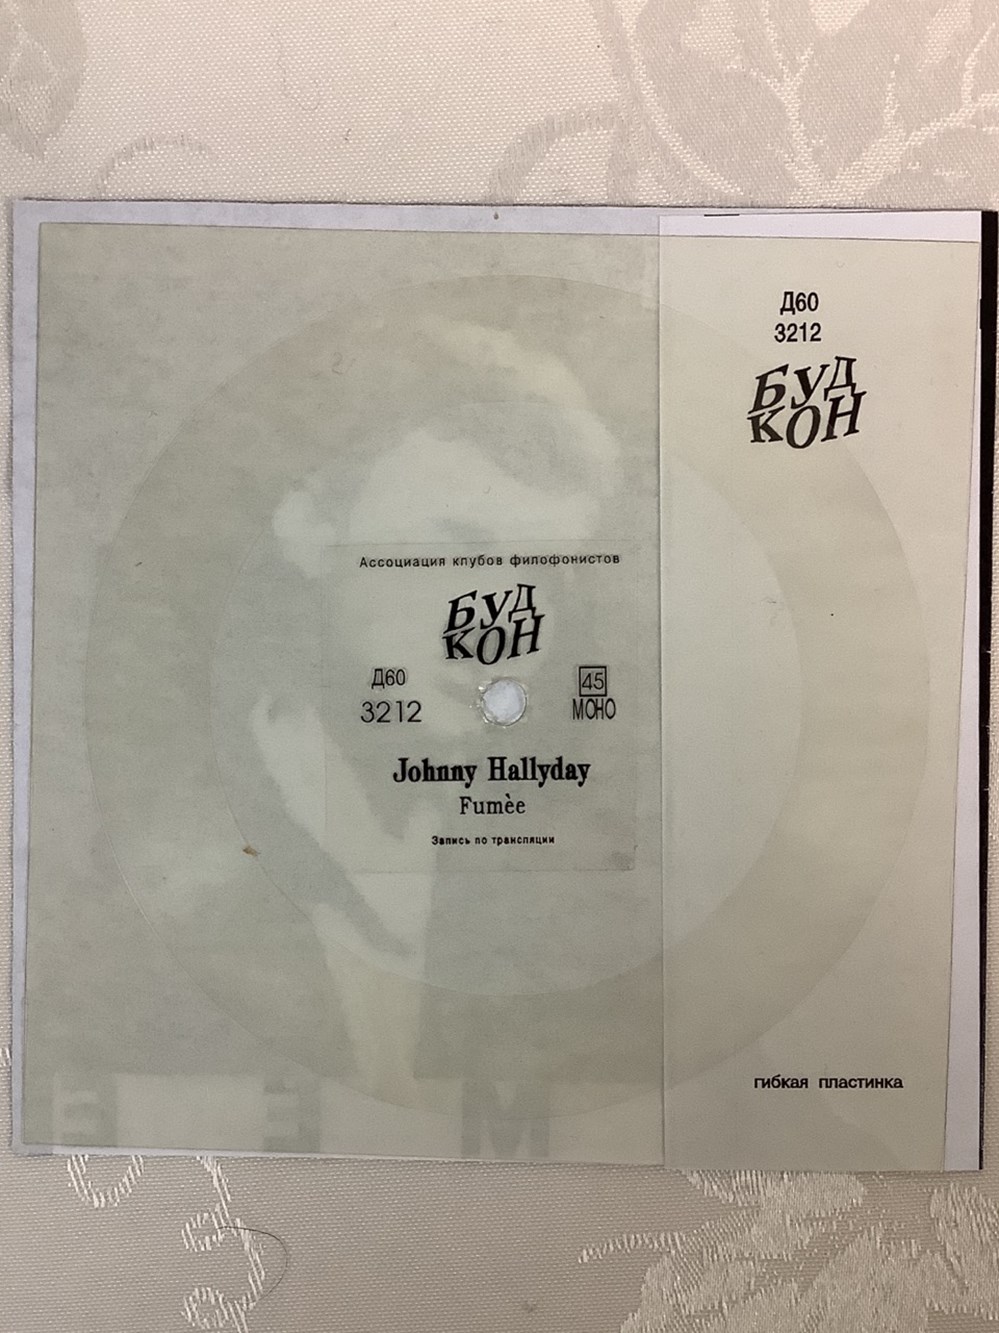 Д60
3212
БУД
КОН
Ассоциация клубов филофонистов
БУД
КОН
Д60
3212
45
МОНО
Johnny Hallyday
Fumèe
Запись по трансляции
гибкая пластинка